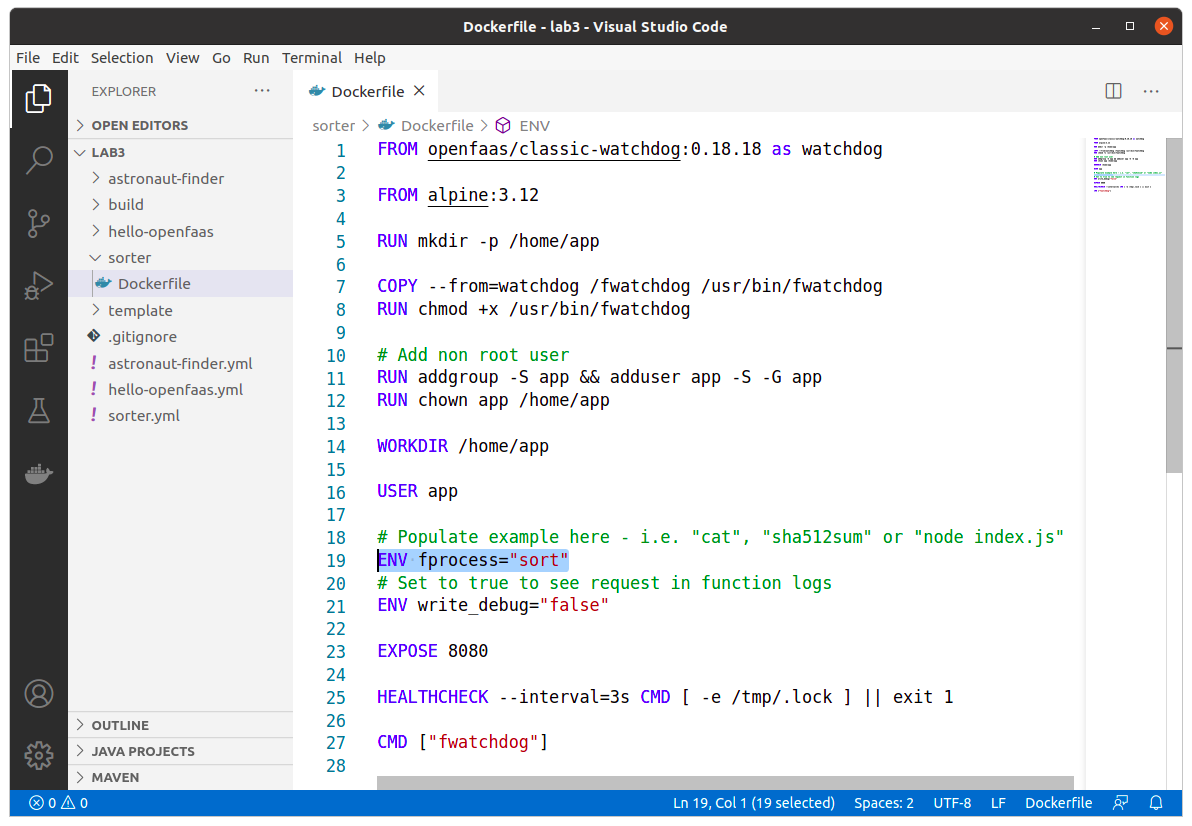 Dockerfile - lab3 - Visual Studio Code
File Edit Selection View Go Run Terminal Help
EXPLORER
OPEN EDITORS
LAB3
astronaut-finder
build
hello-openfaas
sorter
Dockerfile
template
.gitignore
astronaut-finder.yml
hello-openfaas.yml
sorter.yml
OUTLINE
JAVA PROJECTS
MAVEN
Dockerfile
sorter Dockerfile ENV
1 FROM openfaas/classic-watchdog:0.18.18 as watchdog
2
3 FROM alpine:3.12
4
5 RUN mkdir -p /home/app
6
7 COPY --from=watchdog /fwatchdog /usr/bin/fwatchdog
8 RUN chmod +x /usr/bin/fwatchdog
9
10 # Add non root user
11 RUN addgroup -S app && adduser app -S -G app
12 RUN chown app /home/app
13
14 WORKDIR /home/app
15
16 USER app
17
18 # Populate example here - i.e. "cat", "sha512sum" or "node index.js"
19 ENV fprocess="sort"
20 # Set to true to see request in function logs
21 ENV write_debug="false"
22
23 EXPOSE 8080
24
25 HEALTHCHECK --interval=3s CMD [ -e /tmp/.lock ] || exit 1
26
27 CMD ["fwatchdog"]
28
0 0 Ln 19, Col 1 (19 selected) Spaces: 2 UTF-8 LF Dockerfile